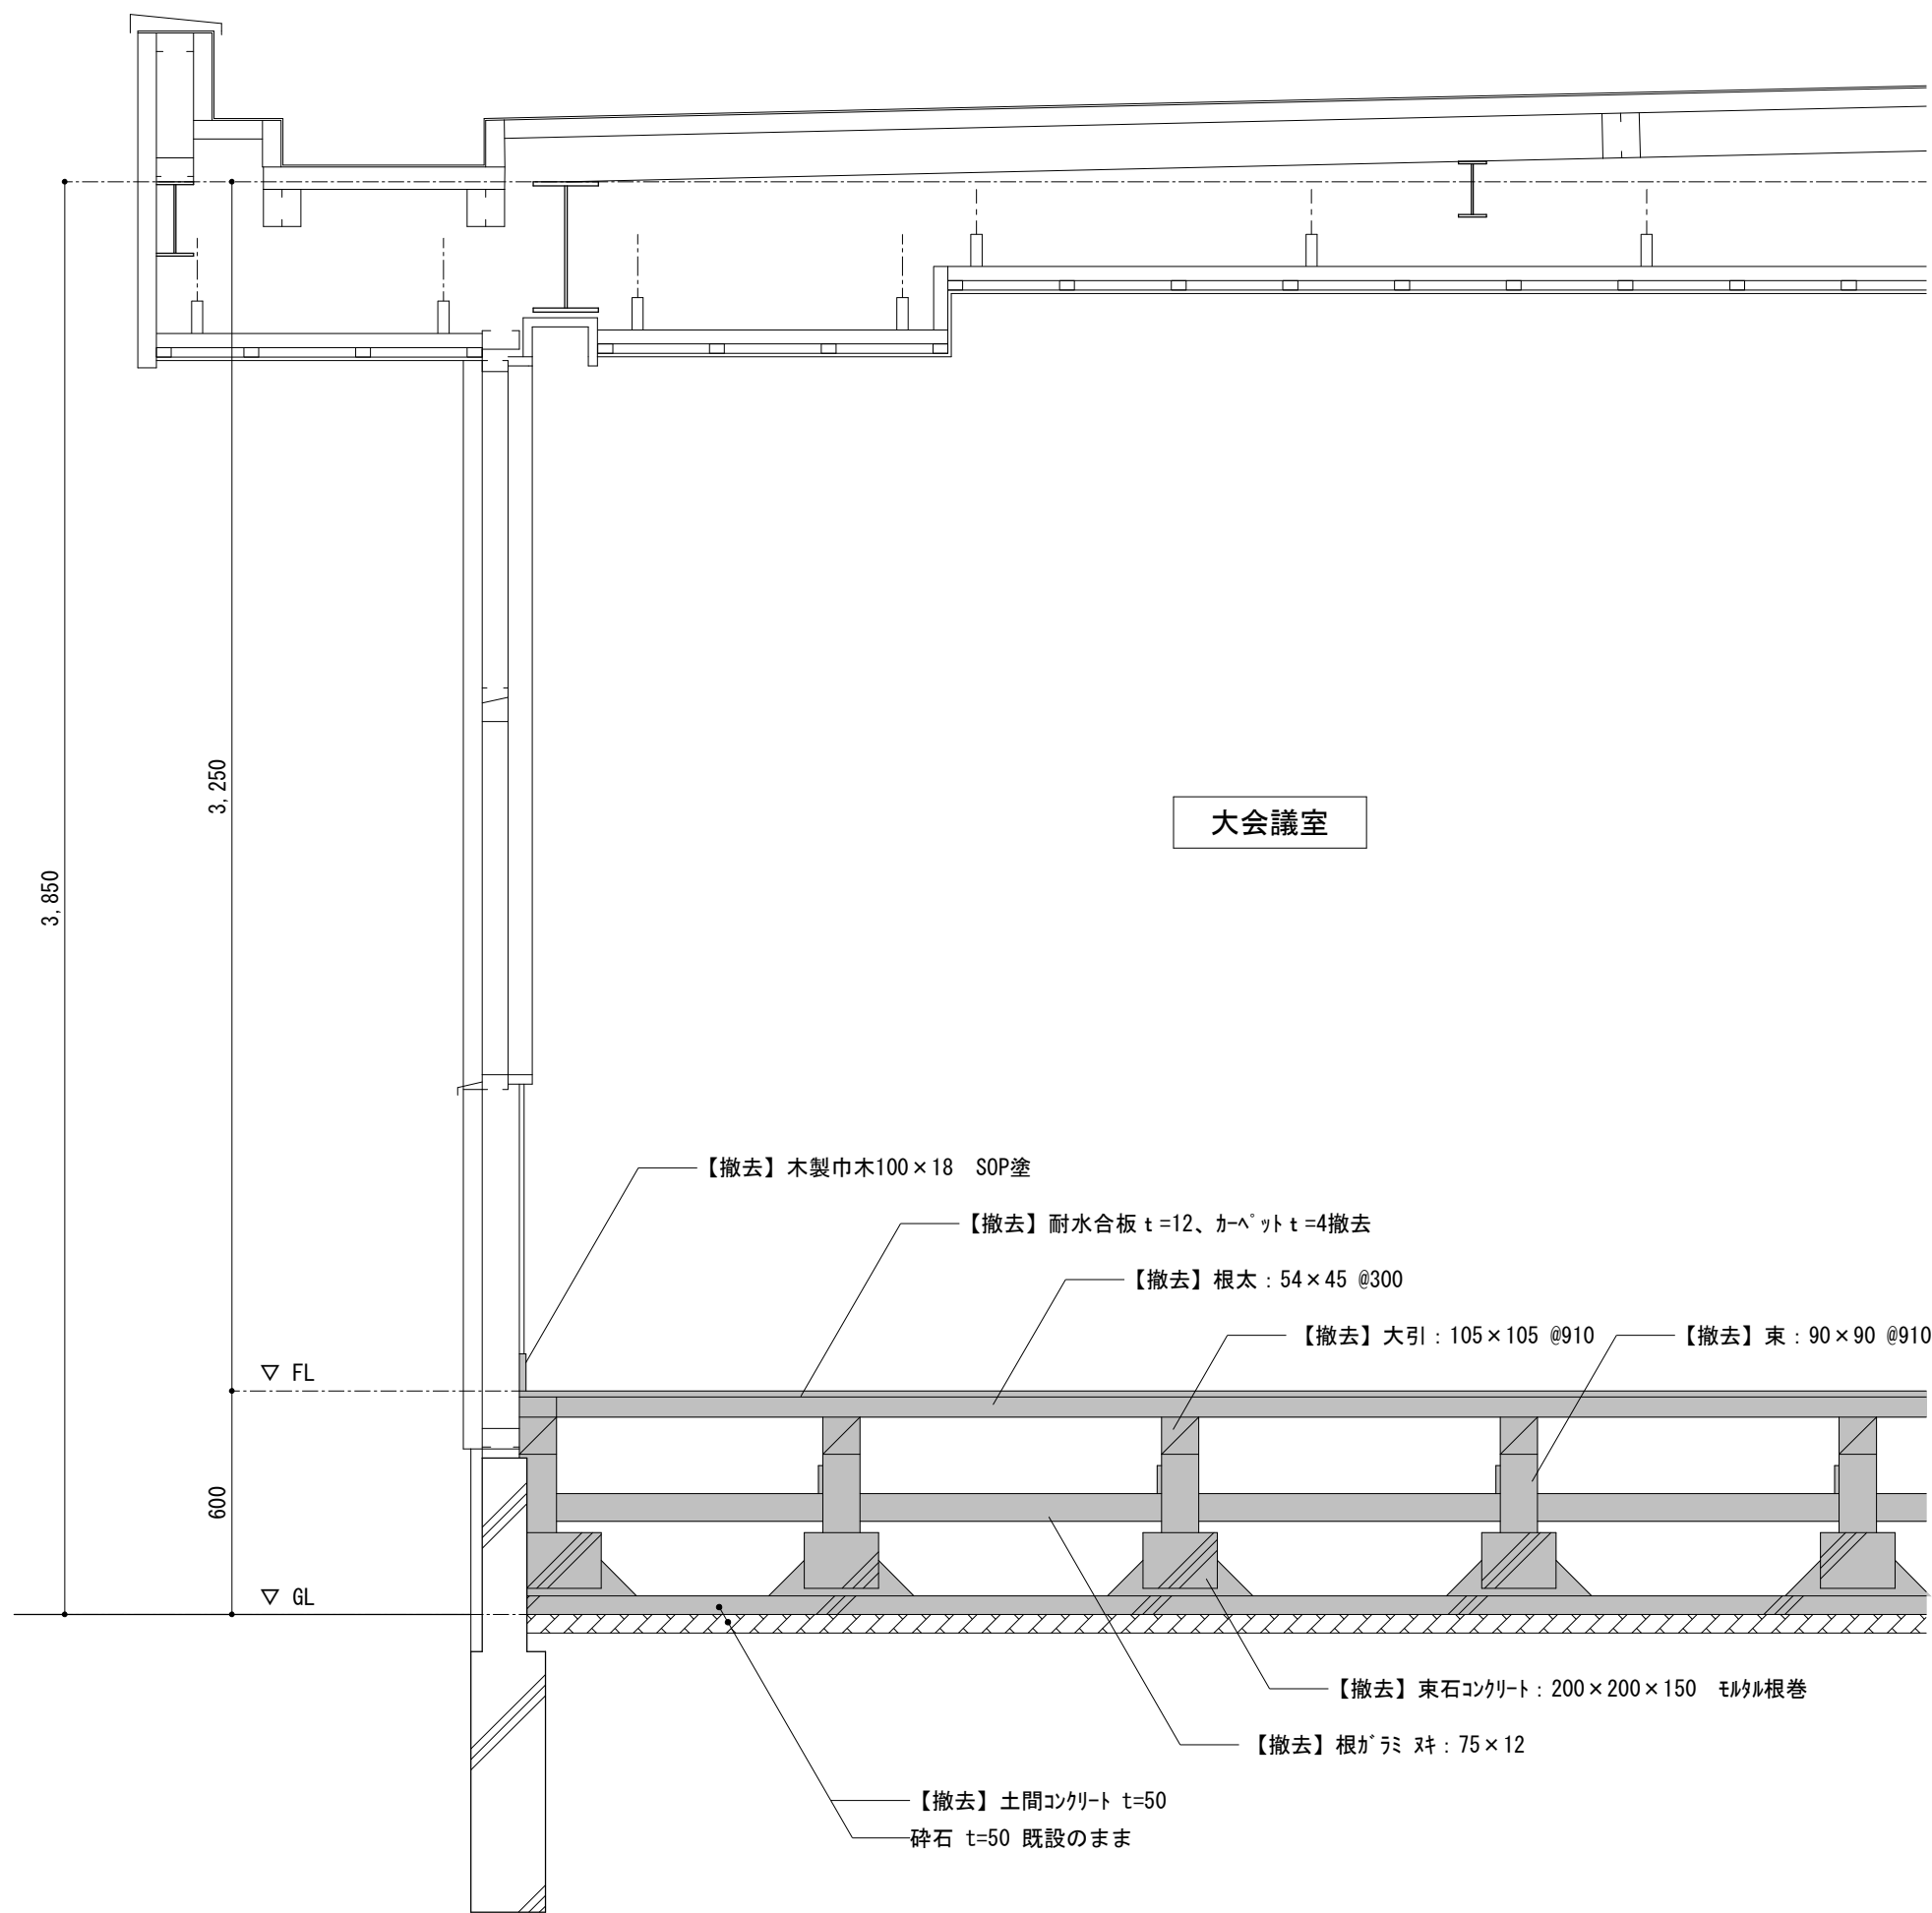 3,250
大会議室
3,850
【撤去】木製巾木100×18 SOP塗
【撤去】耐水合板 t =12、ｶｰﾍﾟｯﾄ t =4撤去
【撤去】根太：54×45 @300
【撤去】大引：105×105 @910
【撤去】束：90×90 @910
▽ FL
600
▽ GL
【撤去】束石ｺﾝｸﾘｰﾄ：200×200×150 ﾓﾙﾀﾙ根巻
【撤去】根ｶﾞﾗﾐ ﾇｷ：75×12
【撤去】土間ｺﾝｸﾘｰﾄ t=50
砕石 t=50 既設のまま